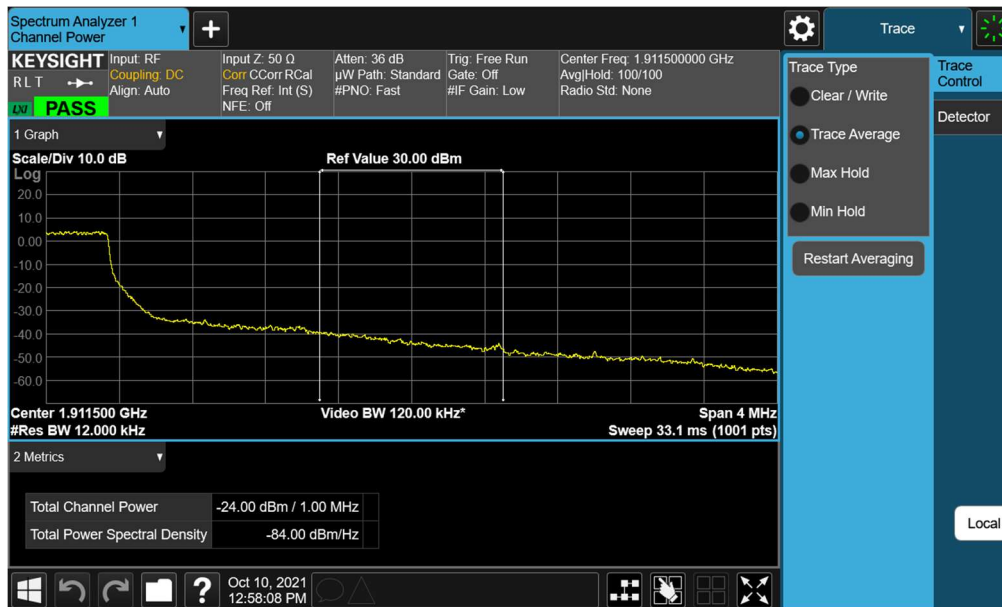 Spectrum Analyzer 1
Channel Power
+
Trace
KEYSIGHT
RLT
LXI
PASS
Input: RF
Coupling: DC
Align: Auto
Input Z: 50 Ω
Corr CCorr RCal
Freq Ref: Int (S)
NFE: Off
Atten: 36 dB
µW Path: Standard
#PNO: Fast
Trig: Free Run
Gate: Off
#IF Gain: Low
Center Freq: 1.911500000 GHz
Avg|Hold: 100/100
Radio Std: None
1 Graph
Scale/Div 10.0 dB
Ref Value 30.00 dBm
Log
20.0
10.0
0.00
-10.0
-20.0
-30.0
-40.0
-50.0
-60.0
Center 1.911500 GHz
Video BW 120.00 kHz*
Span 4 MHz
#Res BW 12.000 kHz
Sweep 33.1 ms (1001 pts)
2 Metrics
Total Channel Power -24.00 dBm / 1.00 MHz
Total Power Spectral Density -84.00 dBm/Hz
?
Oct 10, 2021
12:58:08 PM
Trace Type
Clear / Write
Trace Average
Max Hold
Min Hold
Restart Averaging
Trace
Control
Detector
Local